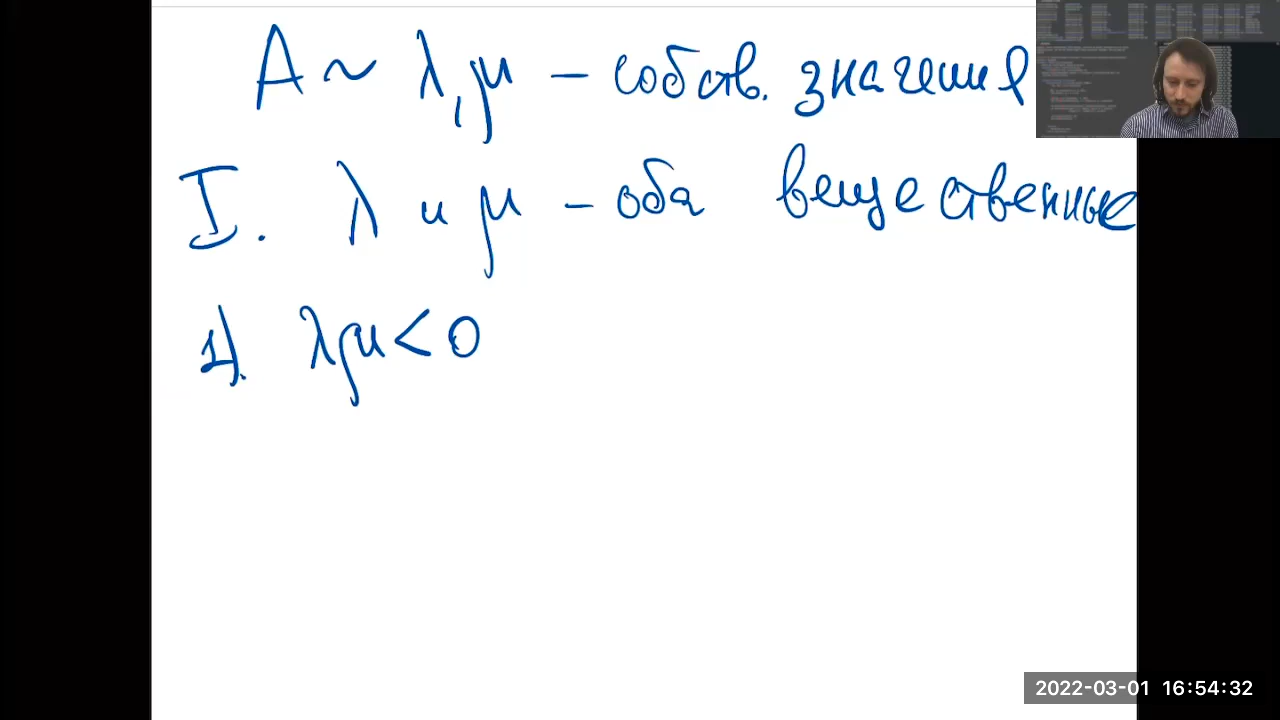 A ~ λ, μ – собств. значения
I. λ и μ – оба вещественные
1). λμ < 0
2022-03-01 16:54:32